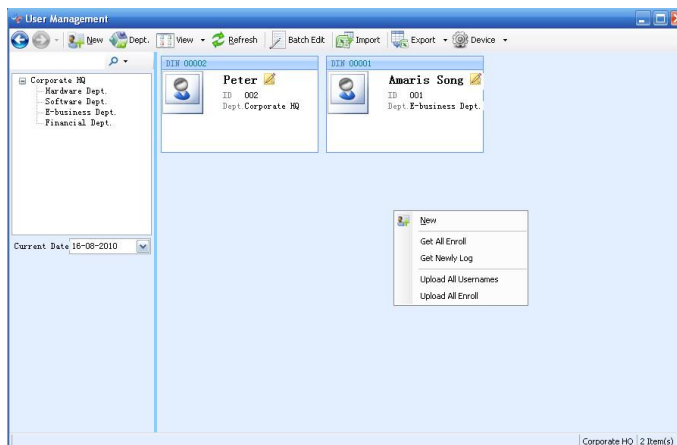 User Management
New Dept. View Refresh Batch Edit Import Export Device
Corporate HQ
Hardware Dept.
Software Dept.
E-business Dept.
Financial Dept.
Current Date 16-08-2010
DIN 00002
Peter
ID 002
Dept. Corporate HQ
DIN 00001
Amaris Song
ID 001
Dept. E-business Dept.
New
Get All Enroll
Get Newly Log
Upload All Usernames
Upload All Enroll
Corporate HQ 2 Item(s)